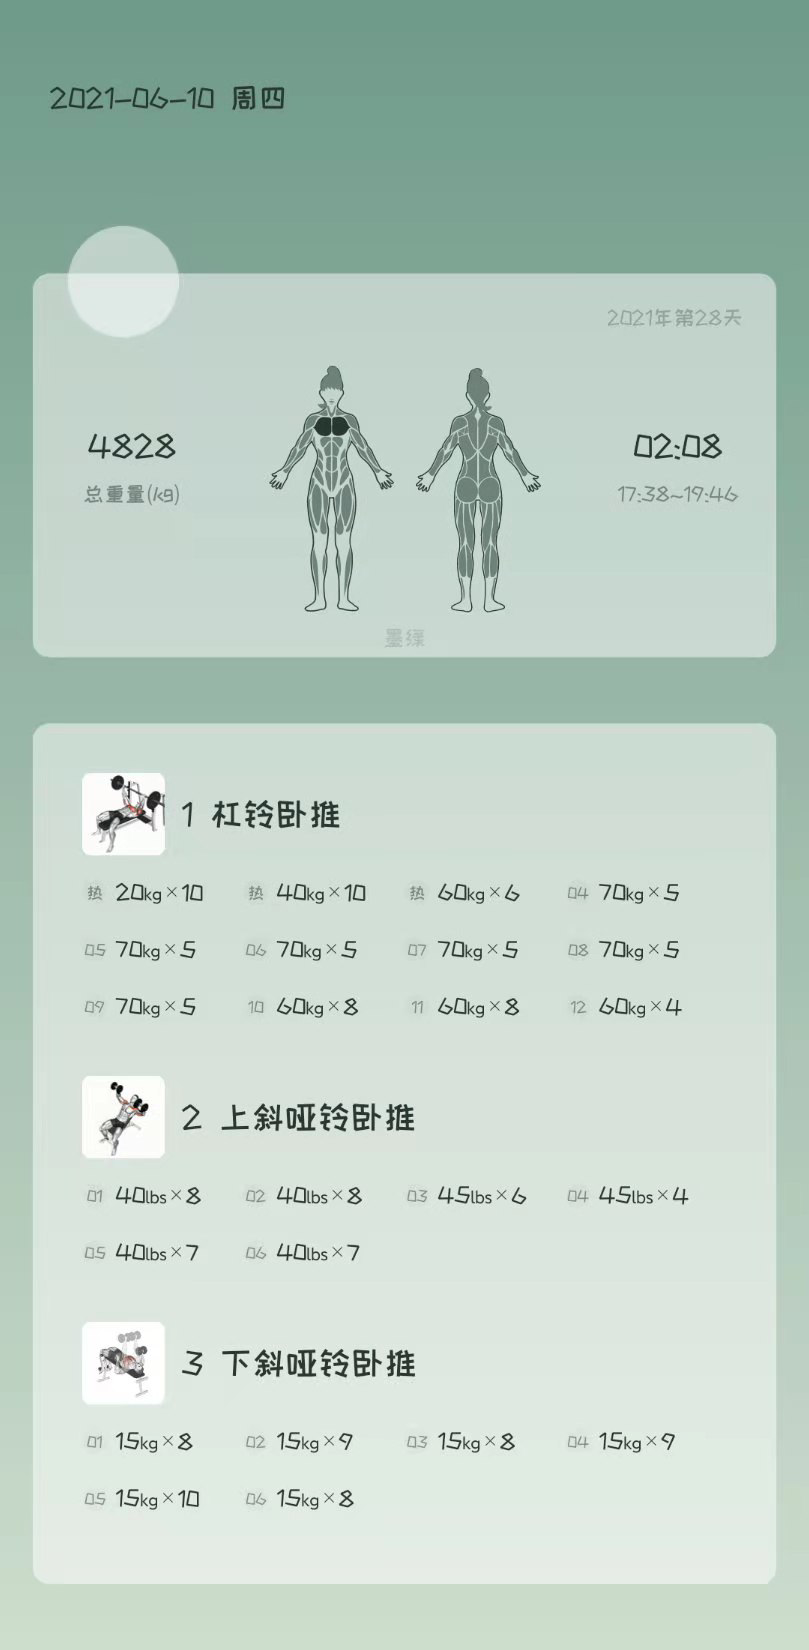 2021-06-10 周四
2021年第28天
4828
总重量(kg)
02:08
17:38~19:46
墨绿
1 杠铃卧推
热 20kg×10 热 40kg×10 热 60kg×6 04 70kg×5
05 70kg×5 06 70kg×5 07 70kg×5 08 70kg×5
09 70kg×5 10 60kg×8 11 60kg×8 12 60kg×4
2 上斜哑铃卧推
01 40lbs×8 02 40lbs×8 03 45lbs×6 04 45lbs×4
05 40lbs×7 06 40lbs×7
3 下斜哑铃卧推
01 15kg×8 02 15kg×9 03 15kg×8 04 15kg×9
05 15kg×10 06 15kg×8